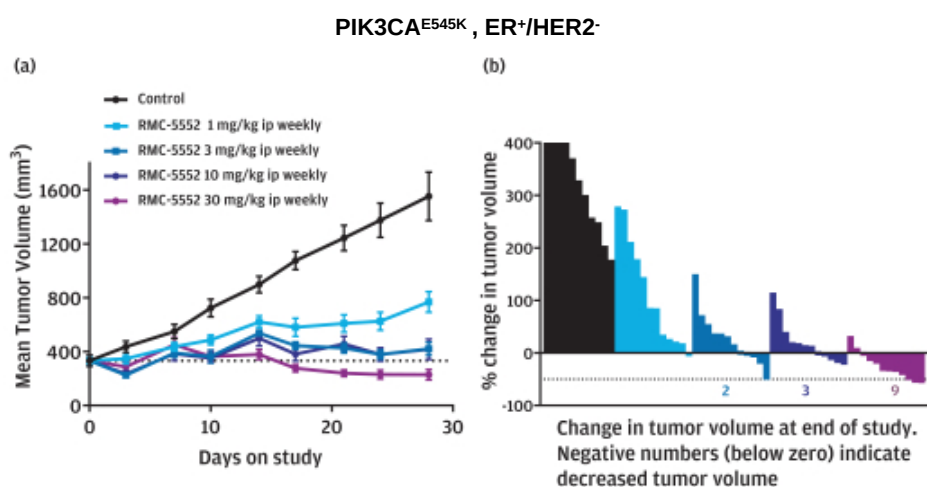 PIK3CAE545K , ER+/HER2-
(a)
Control
RMC-5552 1 mg/kg ip weekly
RMC-5552 3 mg/kg ip weekly
RMC-5552 10 mg/kg ip weekly
RMC-5552 30 mg/kg ip weekly
Mean Tumor Volume (mm3)
1600
1200
800
400
0
0
10
20
30
Days on study
(b)
% change in tumor volume
400
300
200
100
0
-100
2
3
9
Change in tumor volume at end of study.
Negative numbers (below zero) indicate
decreased tumor volume